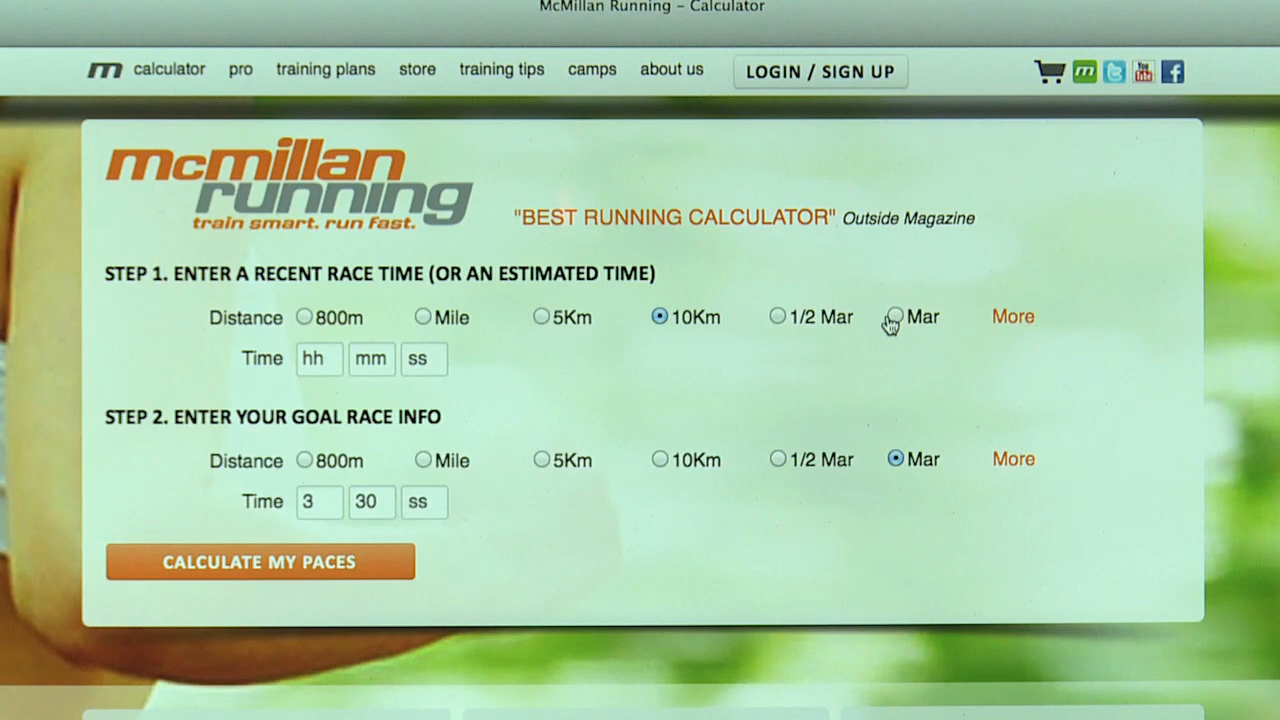 McMillan Running – Calculator
m calculator pro training plans store training tips camps about us LOGIN / SIGN UP
m t You Tube f
mcmillan
running
train smart. run fast.
"BEST RUNNING CALCULATOR" Outside Magazine
STEP 1. ENTER A RECENT RACE TIME (OR AN ESTIMATED TIME)
Distance 800m Mile 5Km 10Km 1/2 Mar Mar More
Time hh mm ss
STEP 2. ENTER YOUR GOAL RACE INFO
Distance 800m Mile 5Km 10Km 1/2 Mar Mar More
Time 3 30 ss
CALCULATE MY PACES